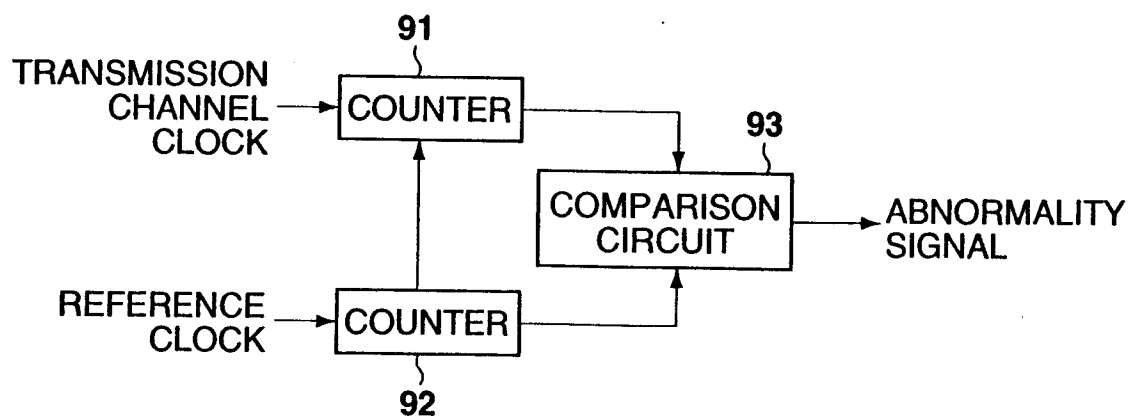 91
TRANSMISSION
CHANNEL
CLOCK
COUNTER
93
COMPARISON
CIRCUIT
ABNORMALITY
SIGNAL
REFERENCE
CLOCK
COUNTER
92